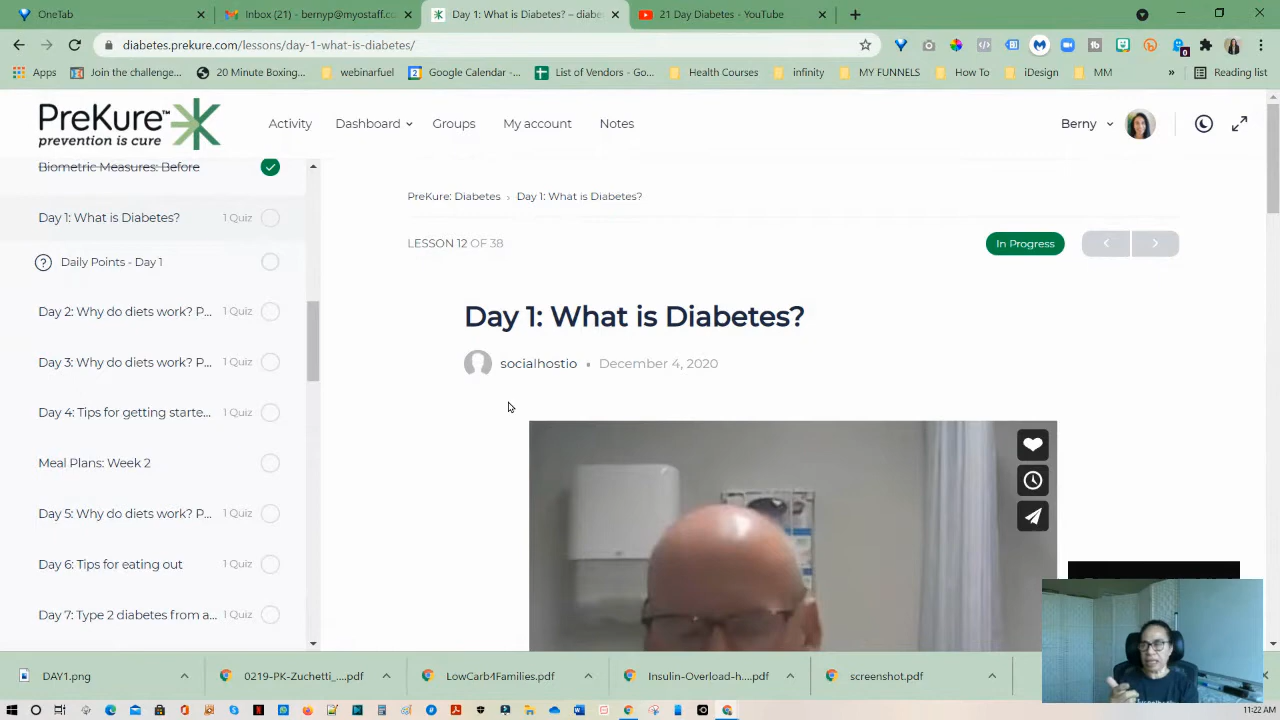 OneTab
Inbox (21) - bernyp@myostaff.cc
Day 1: What is Diabetes? – diabe
21 Day Diabetes - YouTube
diabetes.prekure.com/lessons/day-1-what-is-diabetes/
Apps
Join the challenge...
20 Minute Boxing...
webinarfuel
Google Calendar -...
List of Vendors - Go...
Health Courses
infinity
MY FUNNELS
How To
iDesign
MM
»
Reading list
PreKure™
prevention is cure
Activity
Dashboard
Groups
My account
Notes
Berny
Biometric Measures: Before
Day 1: What is Diabetes? 1 Quiz
Daily Points - Day 1
Day 2: Why do diets work? P... 1 Quiz
Day 3: Why do diets work? P... 1 Quiz
Day 4: Tips for getting starte... 1 Quiz
Meal Plans: Week 2
Day 5: Why do diets work? P... 1 Quiz
Day 6: Tips for eating out 1 Quiz
Day 7: Type 2 diabetes from a... 1 Quiz
PreKure: Diabetes › Day 1: What is Diabetes?
LESSON 12 OF 38
In Progress
Day 1: What is Diabetes?
socialhostio ▪ December 4, 2020
DAY1.png
0219-PK-Zuchetti_....pdf
LowCarb4Families.pdf
Insulin-Overload-h....pdf
screenshot.pdf
11:22 AM